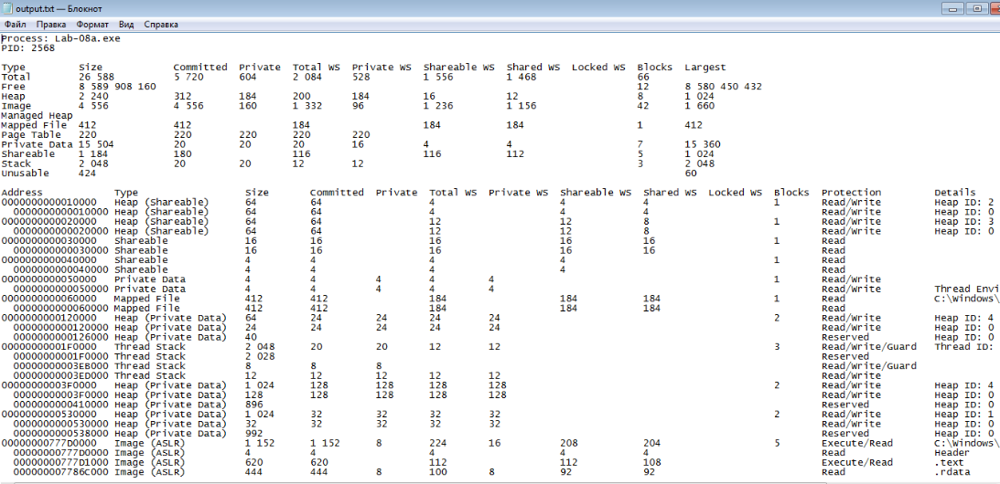 output.txt — Блокнот
Файл Правка Формат Вид Справка
Process: Lab-08a.exe
PID: 2568
Type Size Committed Private Total WS Private WS Shareable WS Shared WS Locked WS Blocks Largest
Total 26 588 5 720 604 2 084 528 1 556 1 468 66
Free 8 589 908 160 12 8 580 450 432
Heap 2 240 312 184 200 184 16 12 8 1 024
Image 4 556 4 556 160 1 332 96 1 236 1 156 42 1 660
Managed Heap
Mapped File 412 412 184 184 184 1 412
Page Table 220 220 220 220 220
Private Data 15 504 20 20 20 16 4 4 7 15 360
Shareable 1 184 180 116 116 112 5 1 024
Stack 2 048 20 20 12 12 3 2 048
Unusable 424 60
Address Type Size Committed Private Total WS Private WS Shareable WS Shared WS Locked WS Blocks Protection Details
0000000000010000 Heap (Shareable) 64 64 4 4 4 1 Read/Write Heap ID: 2
0000000000010000 Heap (Shareable) 64 64 4 4 4 Read/Write Heap ID: 0
0000000000020000 Heap (Shareable) 64 64 12 12 8 1 Read/Write Heap ID: 3
0000000000020000 Heap (Shareable) 64 64 12 12 8 Read/Write Heap ID: 0
0000000000030000 Shareable 16 16 16 16 16 1 Read
0000000000030000 Shareable 16 16 16 16 16 Read
0000000000040000 Shareable 4 4 4 4 1 Read
0000000000040000 Shareable 4 4 4 4 Read
0000000000050000 Private Data 4 4 4 4 4 1 Read/Write
0000000000050000 Private Data 4 4 4 4 4 Read/Write Thread Envi
0000000000060000 Mapped File 412 412 184 184 184 1 Read C:\Windows\
0000000000060000 Mapped File 412 412 184 184 184 Read
0000000000120000 Heap (Private Data) 64 24 24 24 24 2 Read/Write Heap ID: 4
0000000000120000 Heap (Private Data) 24 24 24 24 24 Read/Write Heap ID: 0
0000000000126000 Heap (Private Data) 40 Reserved Heap ID: 0
00000000001F0000 Thread Stack 2 048 20 20 12 12 3 Read/Write/Guard Thread ID:
00000000001F0000 Thread Stack 2 028 Reserved
00000000003EB000 Thread Stack 8 8 8 Read/Write/Guard
00000000003ED000 Thread Stack 12 12 12 12 12 Read/Write
00000000003F0000 Heap (Private Data) 1 024 128 128 128 128 2 Read/Write Heap ID: 4
00000000003F0000 Heap (Private Data) 128 128 128 128 128 Read/Write Heap ID: 0
0000000000410000 Heap (Private Data) 896 Reserved Heap ID: 0
0000000000530000 Heap (Private Data) 1 024 32 32 32 32 2 Read/Write Heap ID: 1
0000000000530000 Heap (Private Data) 32 32 32 32 32 Read/Write Heap ID: 0
0000000000538000 Heap (Private Data) 992 Reserved Heap ID: 0
00000000777D0000 Image (ASLR) 1 152 1 152 8 224 16 208 204 5 Execute/Read C:\Windows\
00000000777D0000 Image (ASLR) 4 4 4 4 4 Read Header
00000000777D1000 Image (ASLR) 620 620 112 112 108 Execute/Read .text
000000007786C000 Image (ASLR) 444 444 8 100 8 92 92 Read .rdata